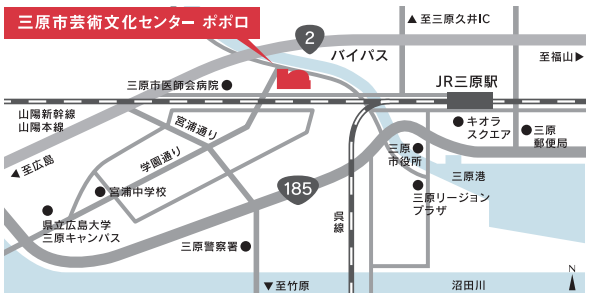 三原市芸術文化センター ポポロ
2
バイパス
▲至三原久井IC
至福山▶
三原市医師会病院
JR三原駅
山陽新幹線
山陽本線
宮浦通り
学園通り
キオラ
スクエア
三原
郵便局
三原
市役所
◀至広島
宮浦中学校
185
三原港
三原リージョン
プラザ
県立広島大学
三原キャンパス
呉線
三原警察署
▼至竹原
沼田川
N